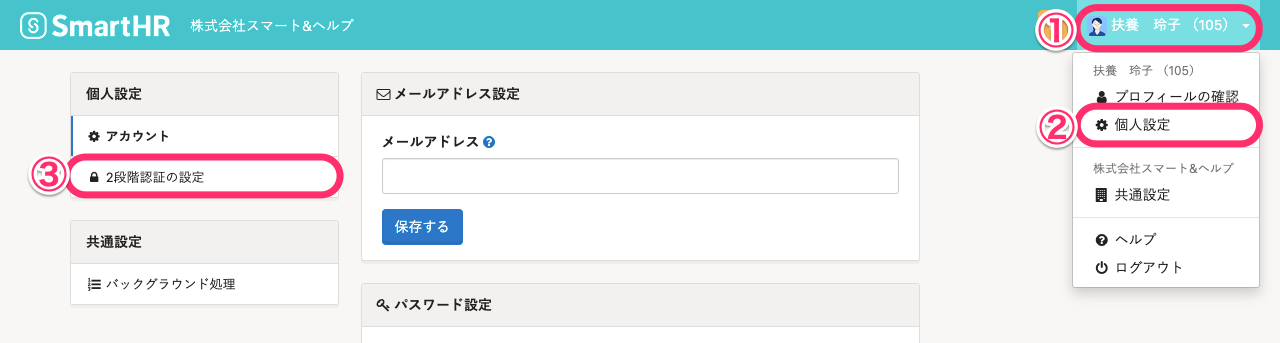 SmartHR 株式会社スマート&ヘルプ
① 扶養 玲子 （105）
扶養 玲子 （105）
プロフィールの確認
② 個人設定
株式会社スマート&ヘルプ
共通設定
ヘルプ
ログアウト
個人設定
アカウント
③ 2段階認証の設定
共通設定
バックグラウンド処理
メールアドレス設定
メールアドレス
保存する
パスワード設定